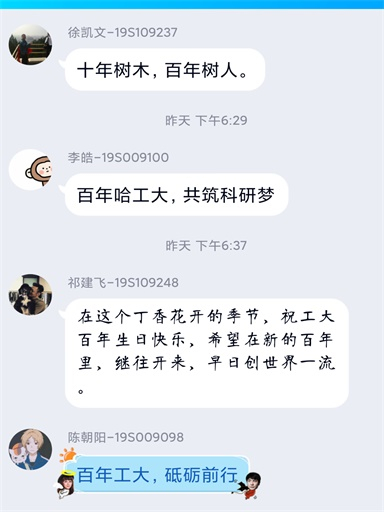 徐凯文-19S109237
十年树木，百年树人。
昨天 下午6:29
李皓-19S009100
百年哈工大，共筑科研梦
昨天 下午6:37
祁建飞-19S109248
在这个丁香花开的季节，祝工大
百年生日快乐，希望在新的百年
里，继往开来，早日创世界一流
。
陈朝阳-19S009098
百年工大，砥砺前行